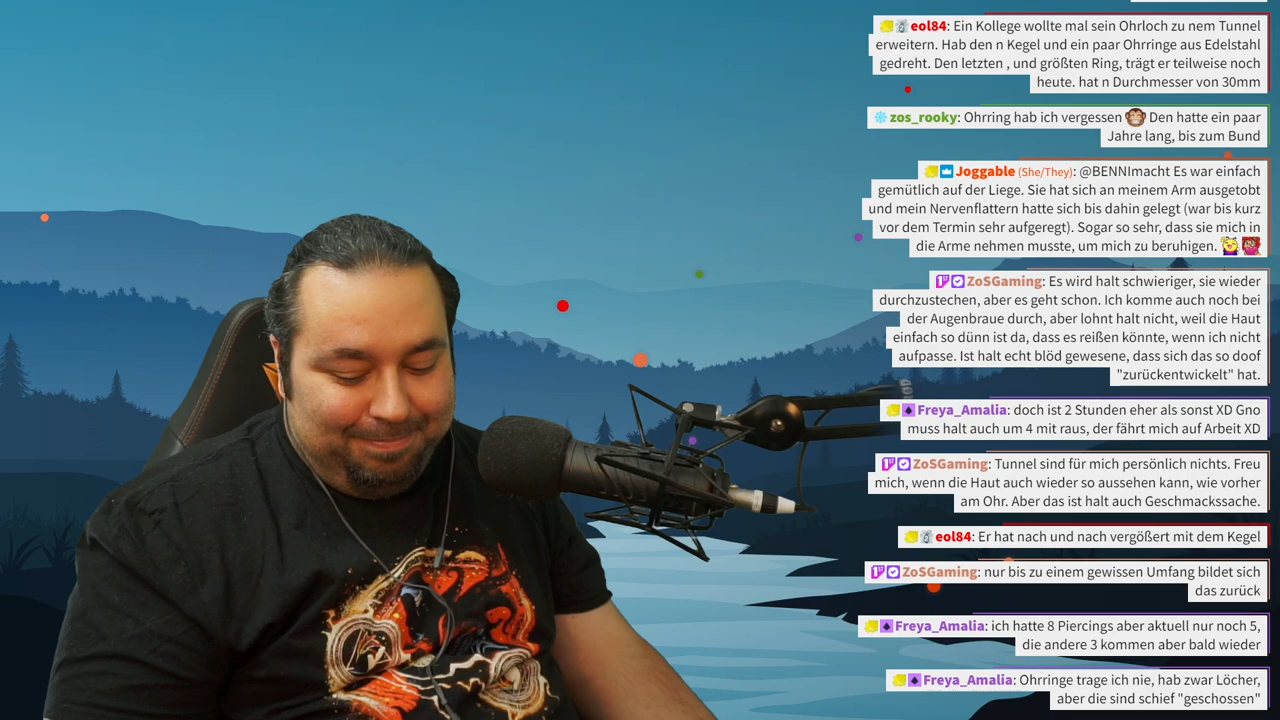 eol84: Ein Kollege wollte mal sein Ohrloch zu nem Tunnel
erweitern. Hab den n Kegel und ein paar Ohrringe aus Edelstahl
gedreht. Den letzten , und größten Ring, trägt er teilweise noch
heute. hat n Durchmesser von 30mm
zos_rooky: Ohrring hab ich vergessen Den hatte ein paar
Jahre lang, bis zum Bund
Joggable (She/They): @BENNImacht Es war einfach
gemütlich auf der Liege. Sie hat sich an meinem Arm ausgetobt
und mein Nervenflattern hatte sich bis dahin gelegt (war bis kurz
vor dem Termin sehr aufgeregt). Sogar so sehr, dass sie mich in
die Arme nehmen musste, um mich zu beruhigen.
ZoSGaming: Es wird halt schwieriger, sie wieder
durchzustechen, aber es geht schon. Ich komme auch noch bei
der Augenbraue durch, aber lohnt halt nicht, weil die Haut
einfach so dünn ist da, dass es reißen könnte, wenn ich nicht
aufpasse. Ist halt echt blöd gewesene, dass sich das so doof
"zurückentwickelt" hat.
Freya_Amalia: doch ist 2 Stunden eher als sonst XD Gno
muss halt auch um 4 mit raus, der fährt mich auf Arbeit XD
ZoSGaming: Tunnel sind für mich persönlich nichts. Freu
mich, wenn die Haut auch wieder so aussehen kann, wie vorher
am Ohr. Aber das ist halt auch Geschmackssache.
eol84: Er hat nach und nach vergößert mit dem Kegel
ZoSGaming: nur bis zu einem gewissen Umfang bildet sich
das zurück
Freya_Amalia: ich hatte 8 Piercings aber aktuell nur noch 5,
die andere 3 kommen aber bald wieder
Freya_Amalia: Ohrringe trage ich nie, hab zwar Löcher,
aber die sind schief "geschossen"